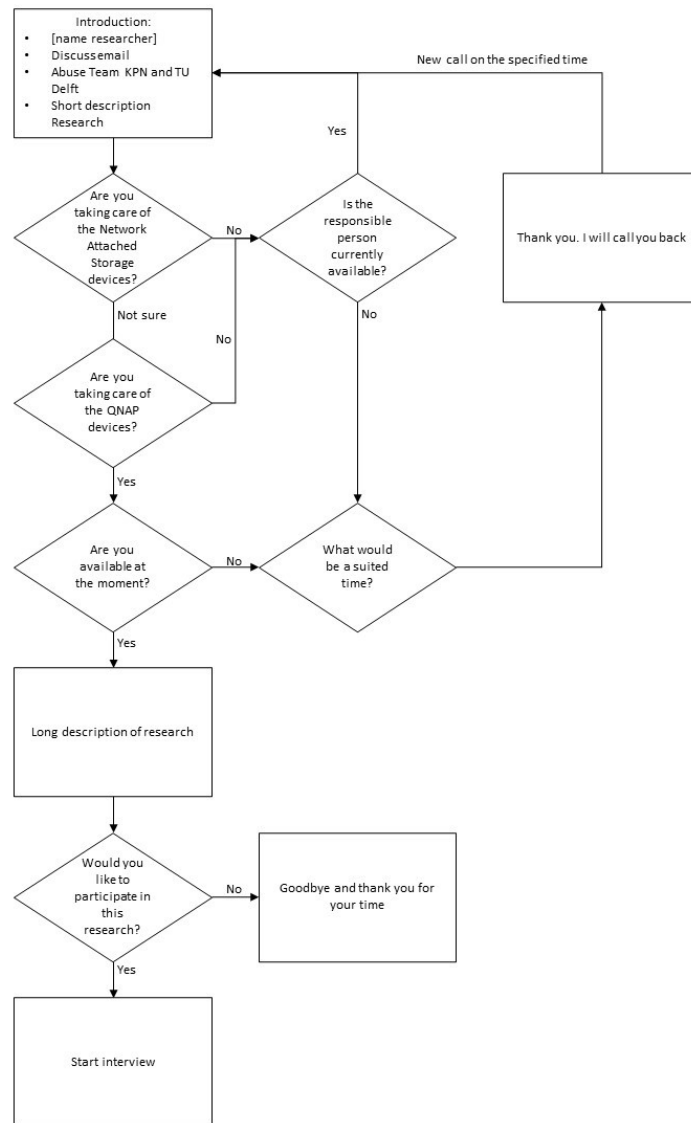 Introduction:
• [name researcher]
• Discussemail
• Abuse Team KPN and TU
Delft
• Short description
Research
New call on the specified time
Yes
Are you
taking care of
the Network
Attached
Storage
devices?
No
Is the
responsible
person
currently
available?
Thank you. I will call you back
Not sure
No
No
Are you
taking care of
the QNAP
devices?
Yes
Are you
available at
the moment?
No
What would
be a suited
time?
Yes
Long description of research
Would you
like to
participate in
this
research?
No
Goodbye and thank you for
your time
Yes
Start interview